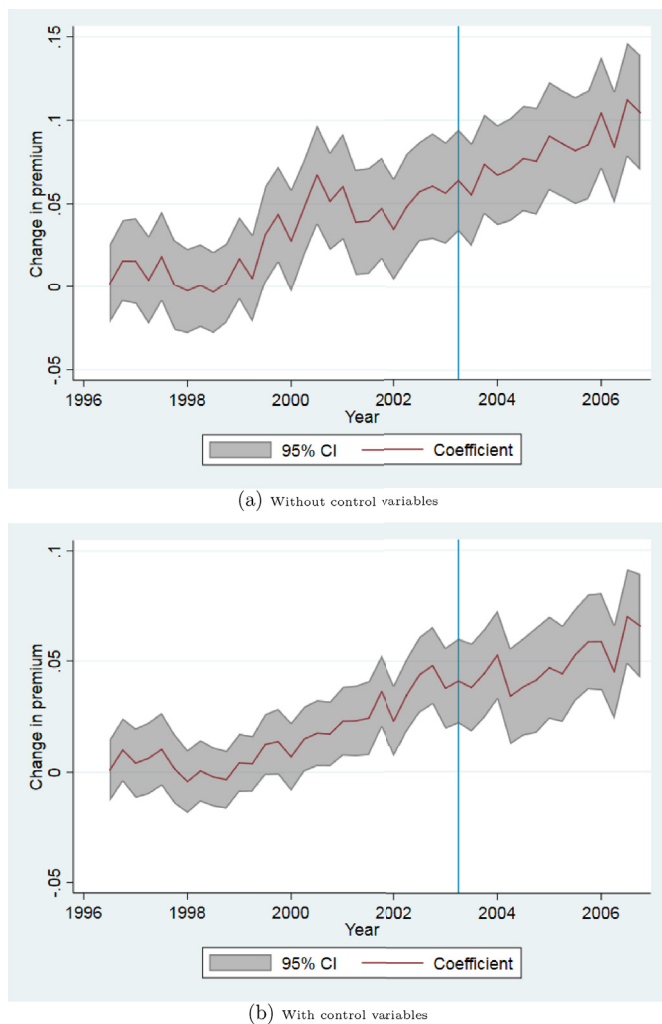 .15
.1
.05
0
-.05
Change in premium
1996 1998 2000 2002 2004 2006
Year
95% CI Coefficient
(a) Without control variables
.1
.05
0
-.05
Change in premium
1996 1998 2000 2002 2004 2006
Year
95% CI Coefficient
(b) With control variables